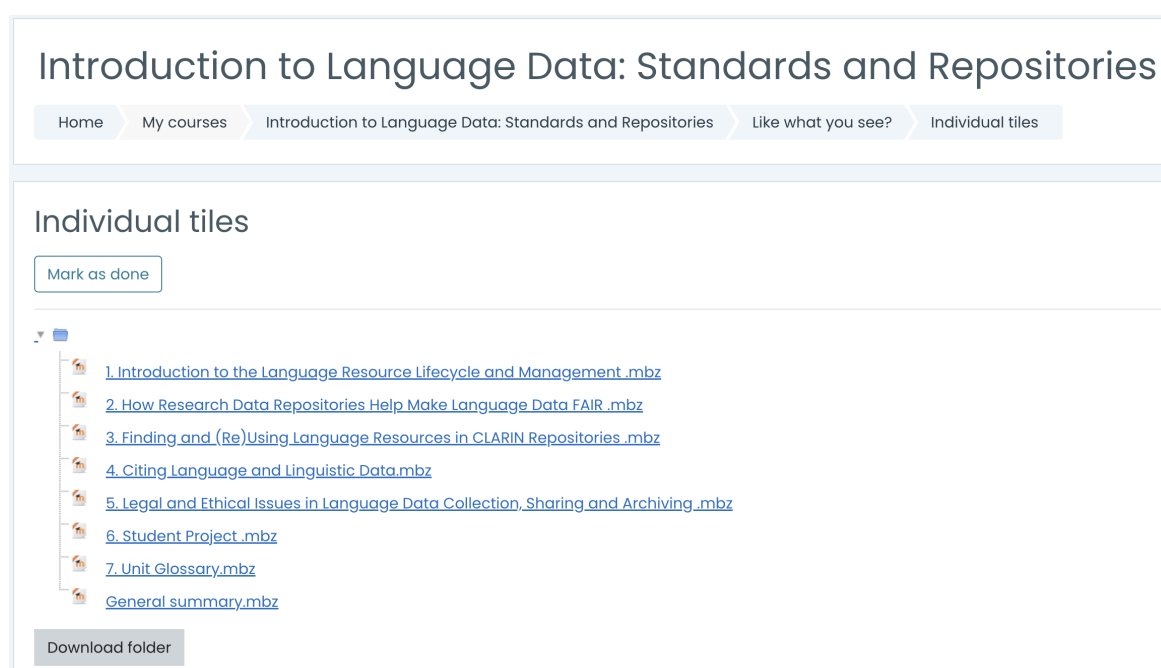 Introduction to Language Data: Standards and Repositories
Home My courses Introduction to Language Data: Standards and Repositories Like what you see? Individual tiles
Individual tiles
Mark as done
1. Introduction to the Language Resource Lifecycle and Management .mbz
2. How Research Data Repositories Help Make Language Data FAIR .mbz
3. Finding and (Re)Using Language Resources in CLARIN Repositories .mbz
4. Citing Language and Linguistic Data.mbz
5. Legal and Ethical Issues in Language Data Collection, Sharing and Archiving .mbz
6. Student Project .mbz
7. Unit Glossary.mbz
General summary.mbz
Download folder